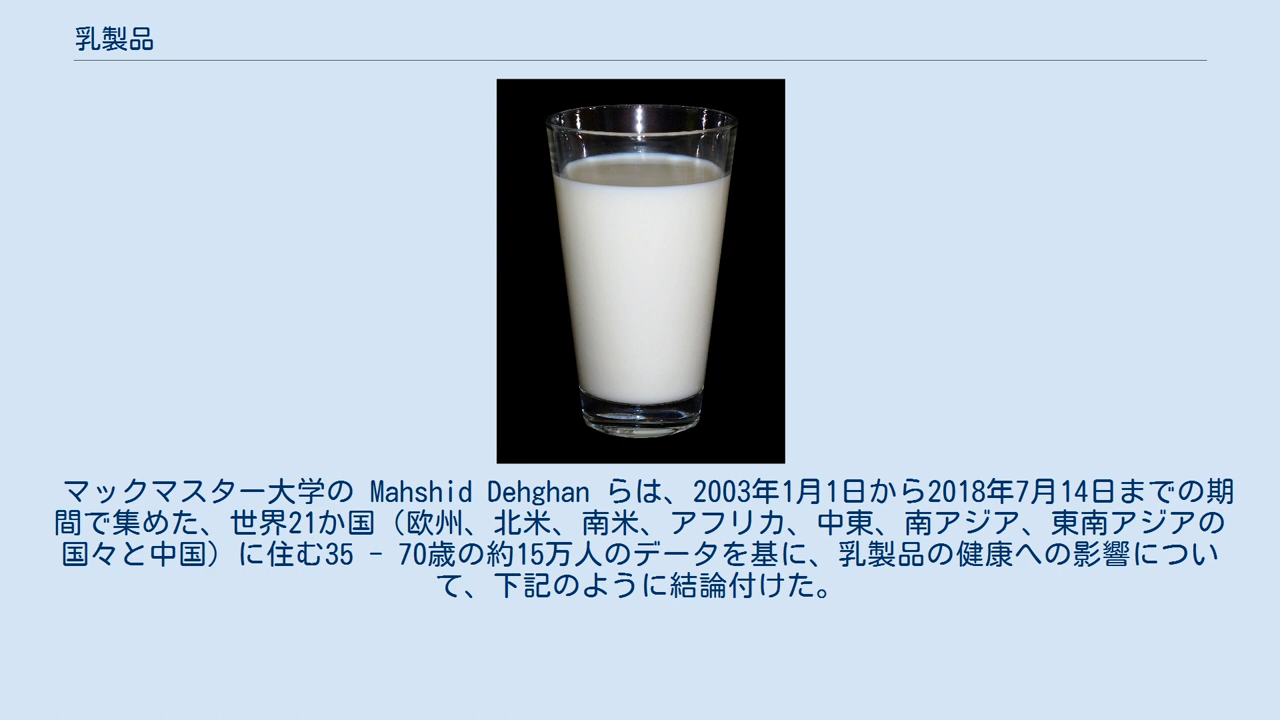 乳製品
マックマスター大学の Mahshid Dehghan らは、2003年1月1日から2018年7月14日までの期
間で集めた、世界21か国（欧州、北米、南米、アフリカ、中東、南アジア、東南アジアの
国々と中国）に住む35 - 70歳の約15万人のデータを基に、乳製品の健康への影響につい
て、下記のように結論付けた。